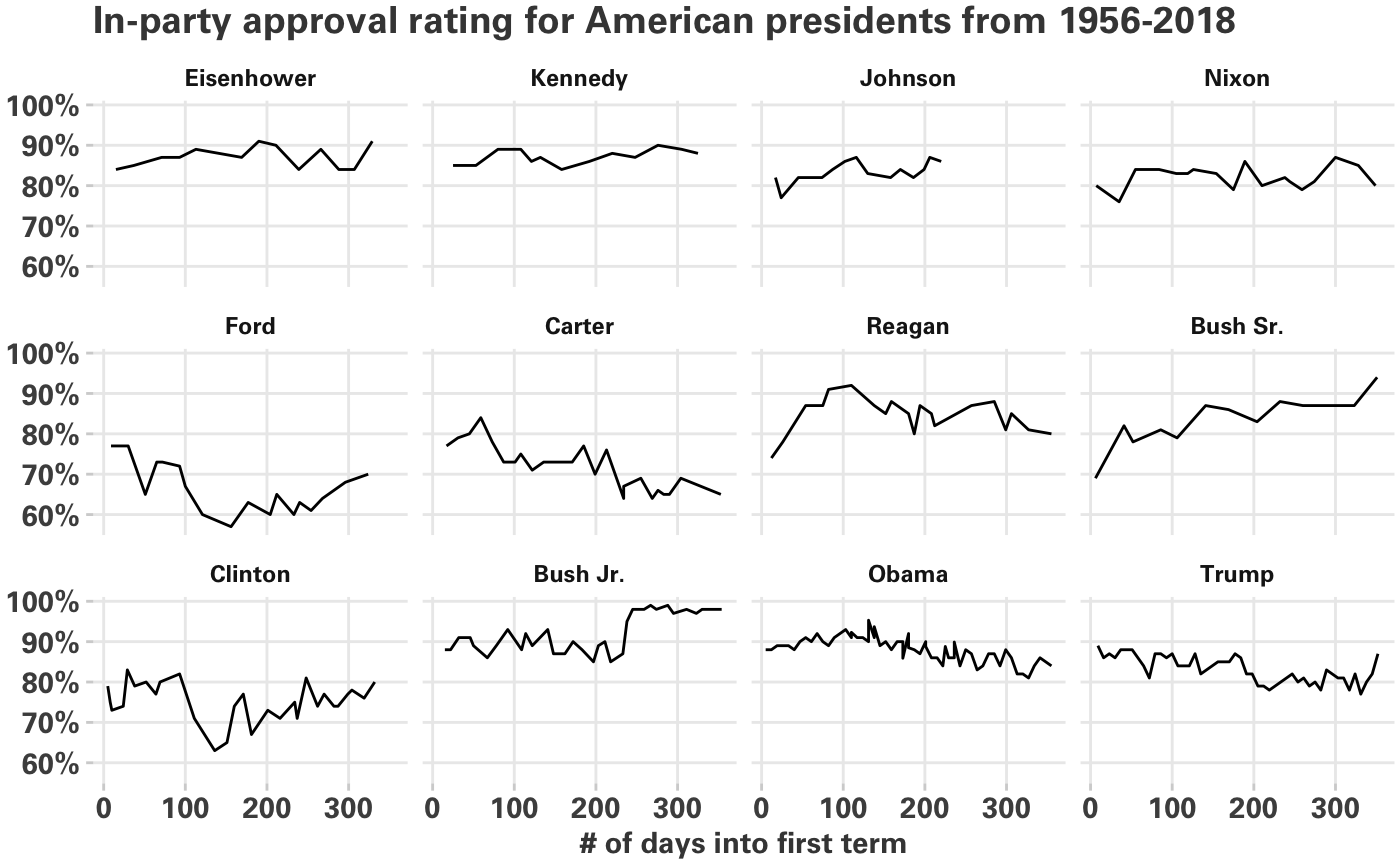 In-party approval rating for American presidents from 1956-2018
Eisenhower Kennedy Johnson Nixon
100%
90%
80%
70%
60%
Ford Carter Reagan Bush Sr.
100%
90%
80%
70%
60%
Clinton Bush Jr. Obama Trump
100%
90%
80%
70%
60%
0 100 200 300 0 100 200 300 0 100 200 300 0 100 200 300
# of days into first term